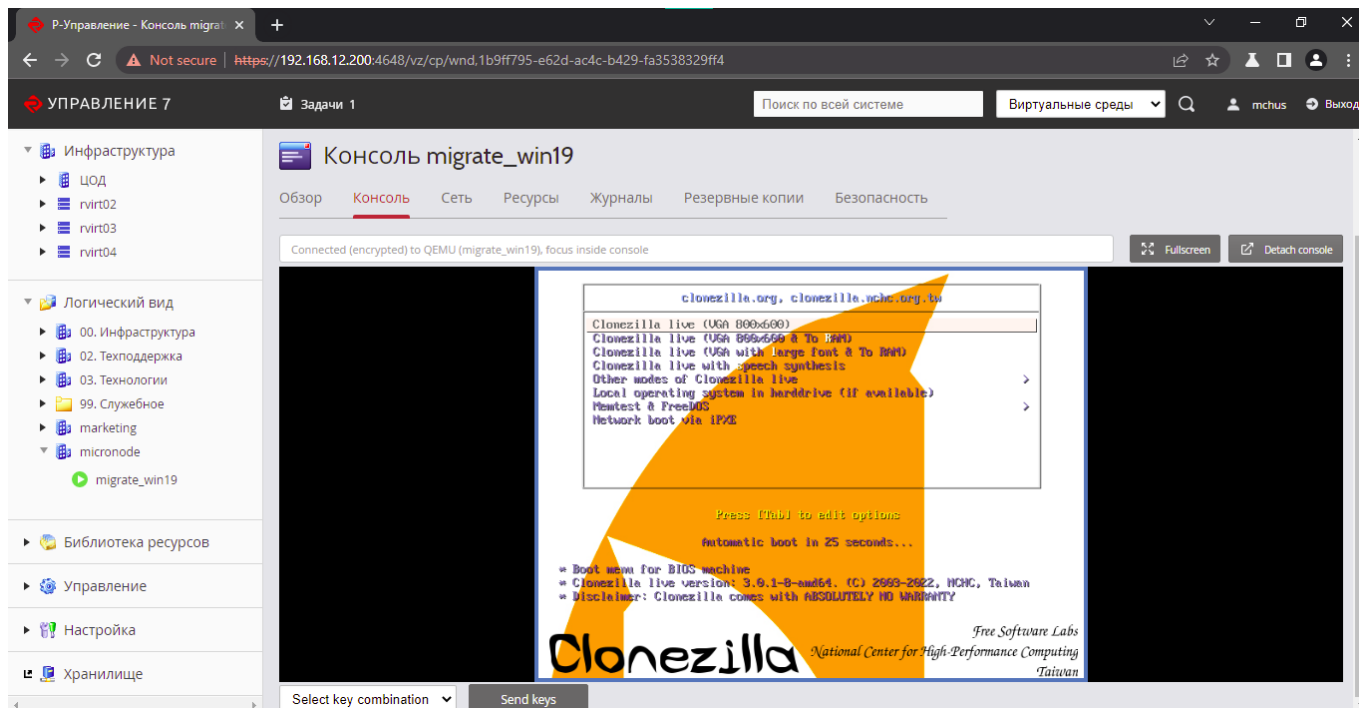 Р-Управление - Консоль migrat
Not secure | https://192.168.12.200:4648/vz/cp/wnd,1b9ff795-e62d-ac4c-b429-fa3538329ff4
УПРАВЛЕНИЕ 7
Задачи 1
Поиск по всей системе
Виртуальные среды
mchus
Выход
Инфраструктура
ЦОД
rvirt02
rvirt03
rvirt04
Логический вид
00. Инфраструктура
02. Техподдержка
03. Технологии
99. Служебное
marketing
micronode
migrate_win19
Библиотека ресурсов
Управление
Настройка
Хранилище
Консоль migrate_win19
Обзор Консоль Сеть Ресурсы Журналы Резервные копии Безопасность
Connected (encrypted) to QEMU (migrate_win19), focus inside console
Fullscreen
Detach console
clonezilla.org, clonezilla.nchc.org.tw
Clonezilla live (VGA 800x600)
Clonezilla live (VGA 800x600 & To RAM)
Clonezilla live (VGA with large font & To RAM)
Clonezilla live with speech synthesis
Other modes of Clonezilla live >
Local operating system in harddrive (if available)
Memtest & FreeDOS >
Network boot via iPXE
Press [Tab] to edit options
Automatic boot in 25 seconds...
* Boot menu for BIOS machine
* Clonezilla live version: 3.0.1-8-amd64. (C) 2003-2022, NCHC, Taiwan
* Disclaimer: Clonezilla comes with ABSOLUTELY NO WARRANTY
Clonezilla
Free Software Labs
National Center for High-Performance Computing
Taiwan
Select key combination
Send keys